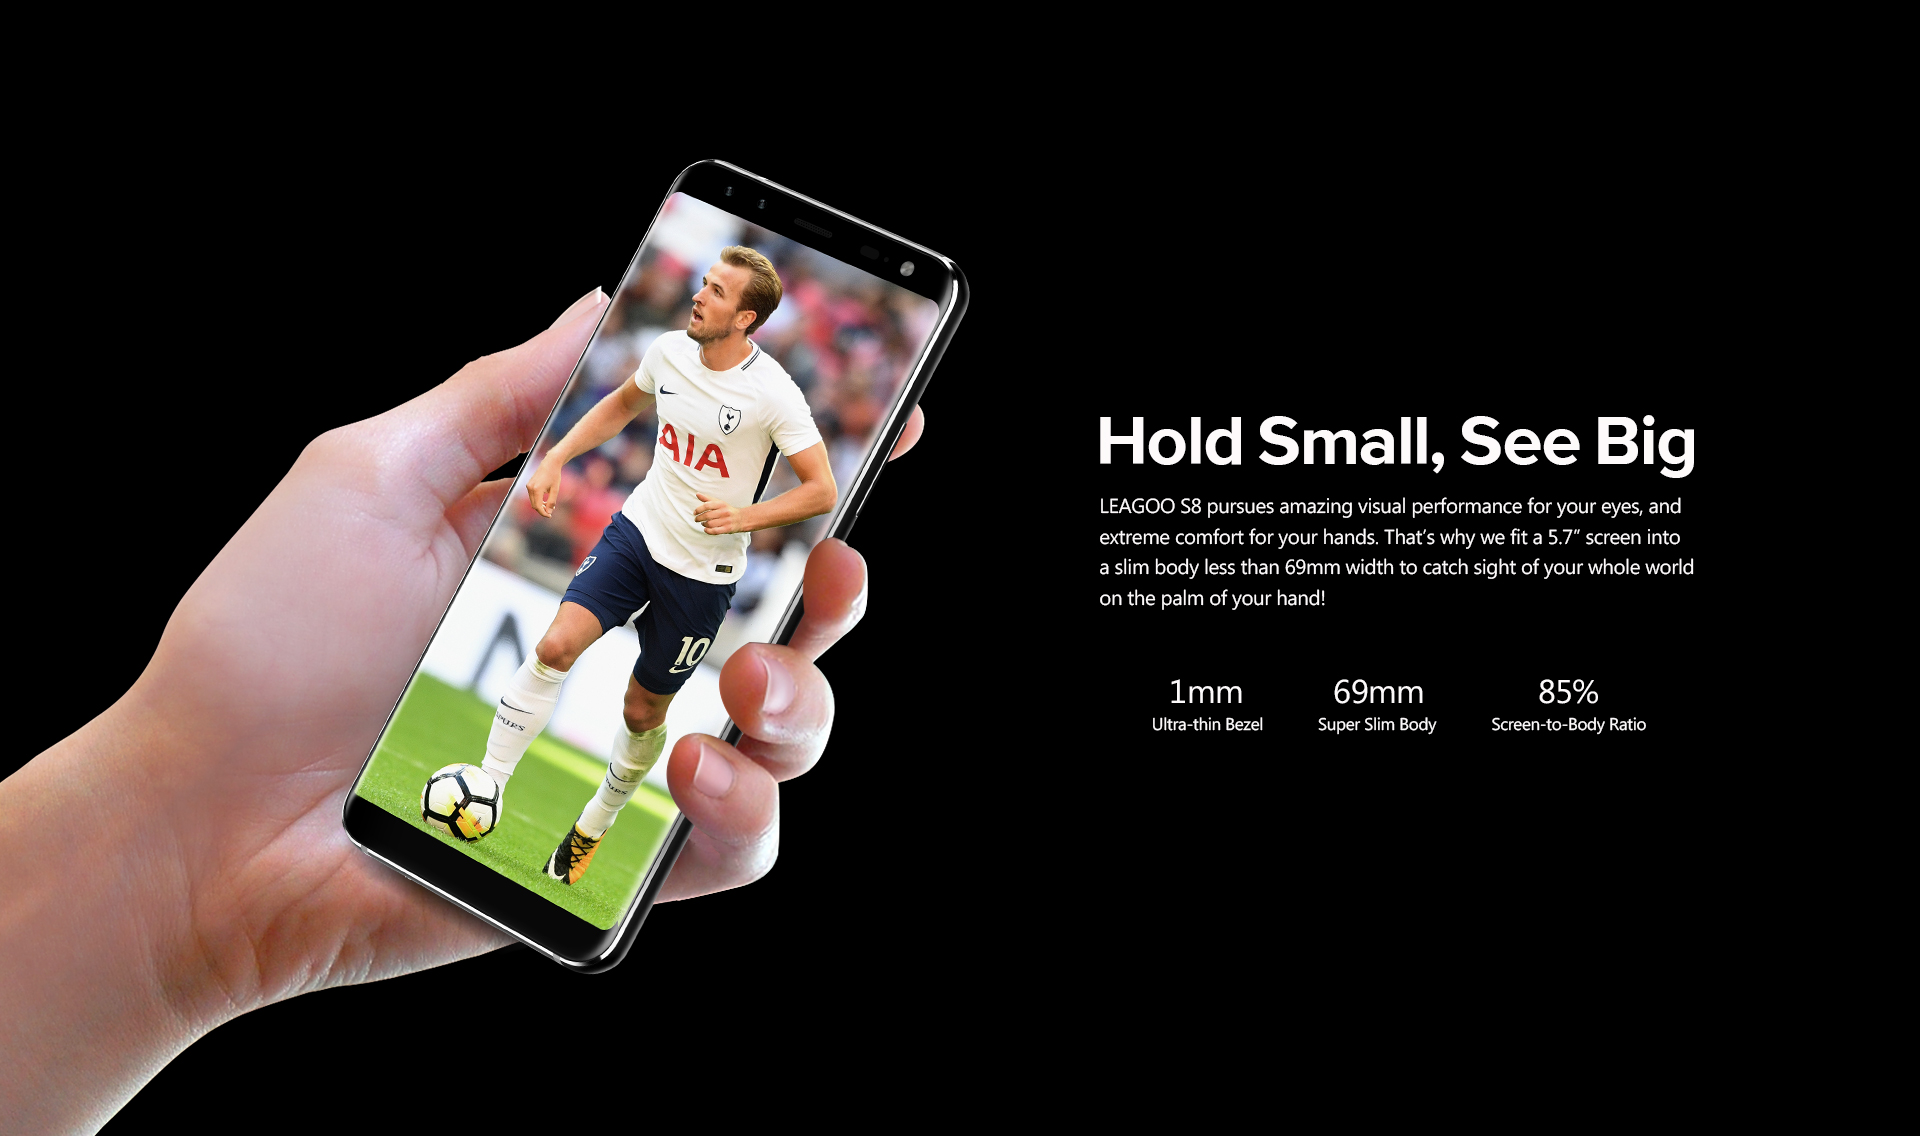 AIA
10
SPURS
Hold Small, See Big
LEAGOO S8 pursues amazing visual performance for your eyes, and
extreme comfort for your hands. That's why we fit a 5.7" screen into
a slim body less than 69mm width to catch sight of your whole world
on the palm of your hand!
1mm
69mm
85%
Ultra-thin Bezel
Super Slim Body
Screen-to-Body Ratio